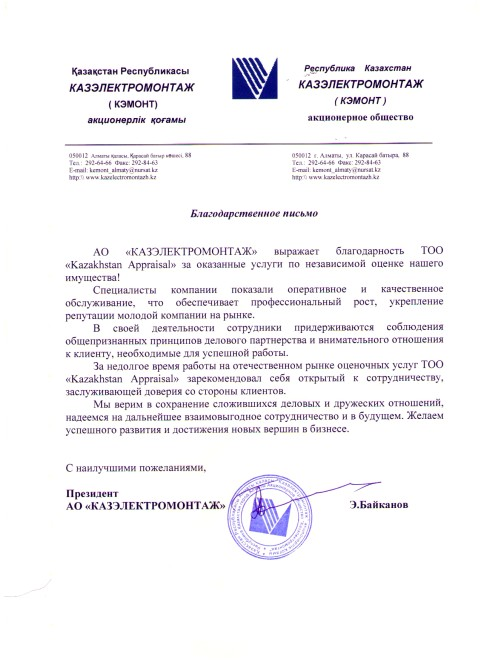 Қазақстан Республикасы
КАЗЭЛЕКТРОМОНТАЖ
( КЭМОНТ)
акционерлік қоғамы
Республика Казахстан
КАЗЭЛЕКТРОМОНТАЖ
( КЭМОНТ )
акционерное общество
050012 Алматы қаласы, Қарасай батыр көшесі, 88
Тел.: 292-64-66 Факс: 292-84-63
E-mail: kemont_almaty@nursat.kz
http:\\ www.kazelectromontazh.kz
050012 г. Алматы, ул. Карасай батыра, 88
Тел.: 292-64-66 Факс: 292-84-63
E-mail: kemont_almaty@nursat.kz
http:\\ www.kazelectromontazh.kz
Благодарственное письмо
АО «КАЗЭЛЕКТРОМОНТАЖ» выражает благодарность ТОО
«Kazakhstan Appraisal» за оказанные услуги по независимой оценке нашего
имущества!
Специалисты компании показали оперативное и качественное
обслуживание, что обеспечивает профессиональный рост, укрепление
репутации молодой компании на рынке.
В своей деятельности сотрудники придерживаются соблюдения
общепризнанных принципов делового партнерства и внимательного отношения
к клиенту, необходимые для успешной работы.
За недолгое время работы на отечественном рынке оценочных услуг ТОО
«Kazakhstan Appraisal» зарекомендовал себя открытый к сотрудничеству,
заслуживающей доверия со стороны клиентов.
Мы верим в сохранение сложившихся деловых и дружеских отношений,
надеемся на дальнейшее взаимовыгодное сотрудничество и в будущем. Желаем
успешного развития и достижения новых вершин в бизнесе.
С наилучшими пожеланиями,
Президент
АО «КАЗЭЛЕКТРОМОНТАЖ»
Э.Байканов